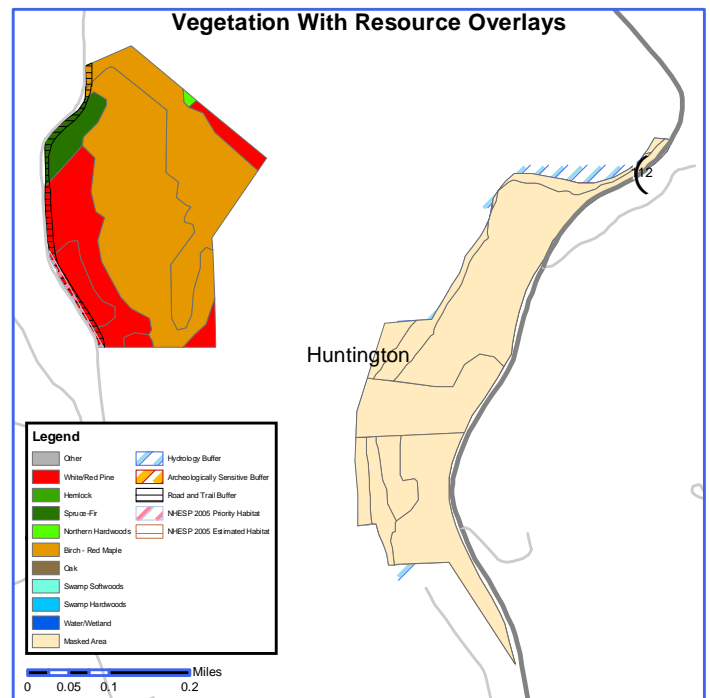 Vegetation With Resource Overlays
12
Huntington
Legend
Other
White/Red Pine
Hemlock
Spruce-Fir
Northern Hardwoods
Birch - Red Maple
Oak
Swamp Softwoods
Swamp Hardwoods
Water/Wetland
Masked Area
Hydrology Buffer
Archeologically Sensitive Buffer
Road and Trail Buffer
NHESP 2005 Priority Habitat
NHESP 2005 Estimated Habitat
Miles
0 0.05 0.1 0.2